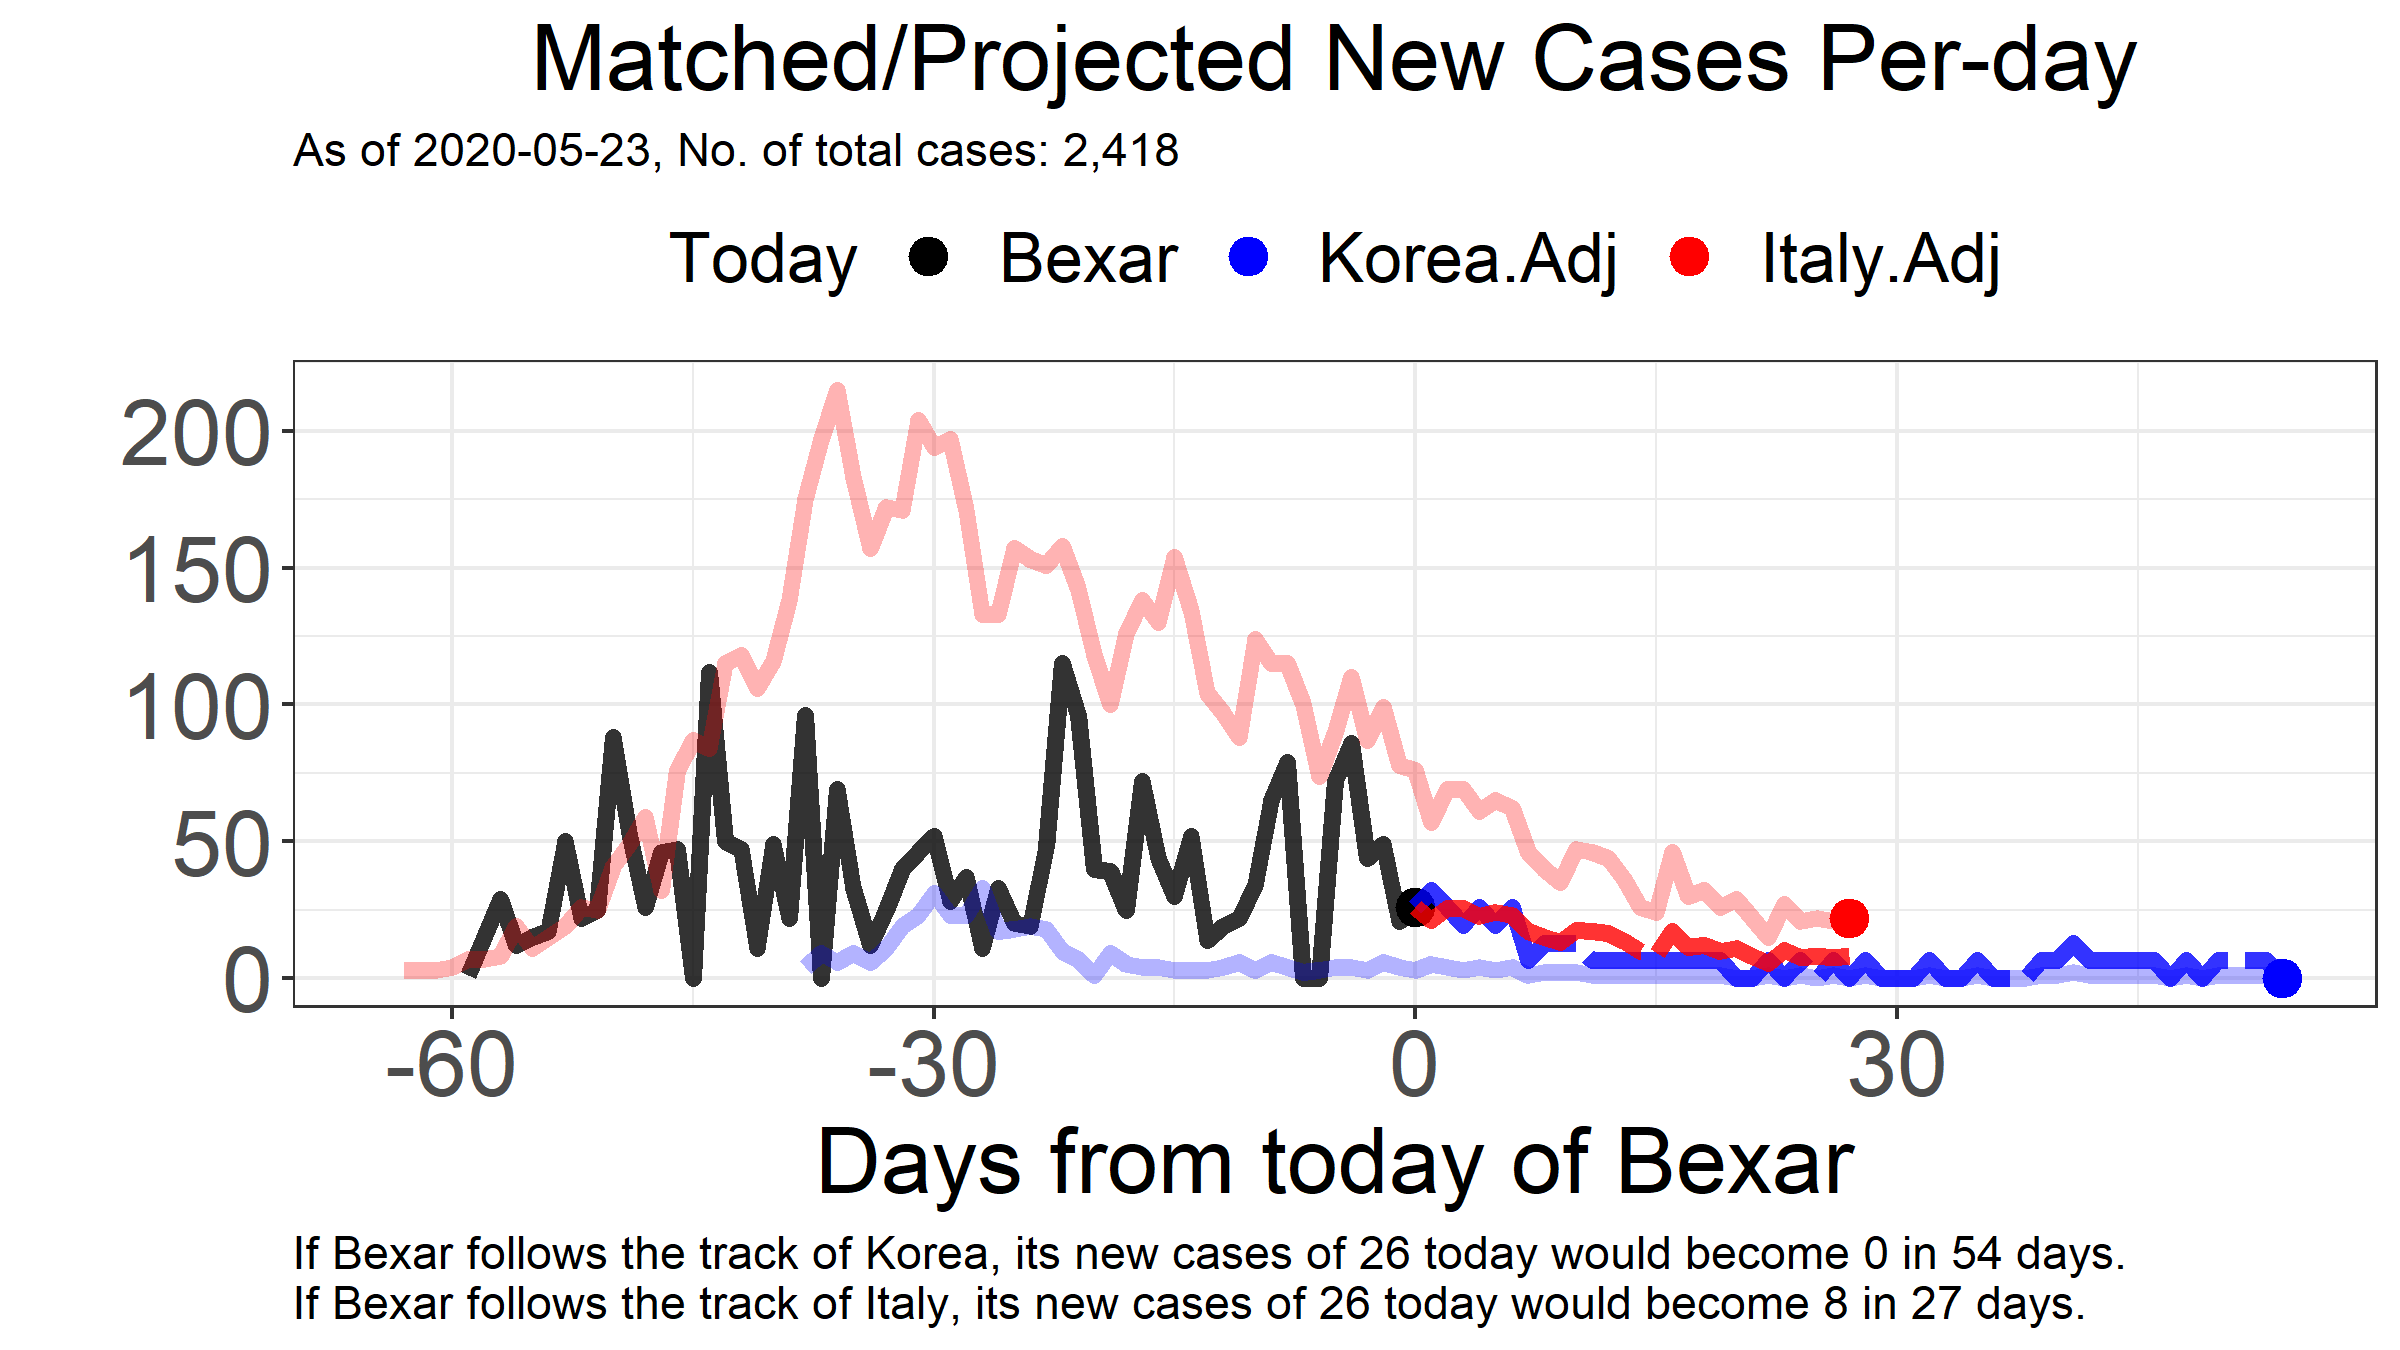 Matched/Projected New Cases Per-day
As of 2020-05-23, No. of total cases: 2,418
Today Bexar Korea.Adj Italy.Adj
200
150
100
50
0
-60 -30 0 30
Days from today of Bexar
If Bexar follows the track of Korea, its new cases of 26 today would become 0 in 54 days.
If Bexar follows the track of Italy, its new cases of 26 today would become 8 in 27 days.